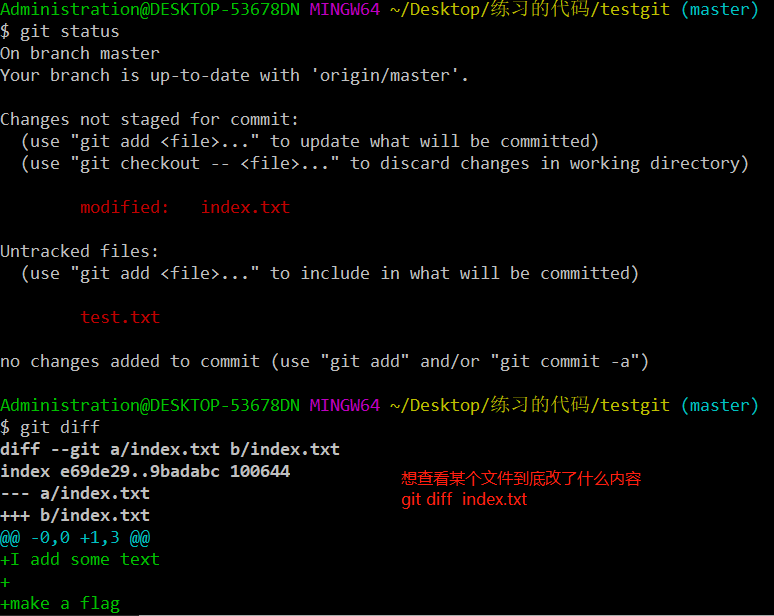 Administration@DESKTOP-53678DN MINGW64 ~/Desktop/练习的代码/testgit (master)
$ git status
On branch master
Your branch is up-to-date with 'origin/master'.
Changes not staged for commit:
  (use "git add <file>..." to update what will be committed)
  (use "git checkout -- <file>..." to discard changes in working directory)
        modified:   index.txt
Untracked files:
  (use "git add <file>..." to include in what will be committed)
        test.txt
no changes added to commit (use "git add" and/or "git commit -a")
Administration@DESKTOP-53678DN MINGW64 ~/Desktop/练习的代码/testgit (master)
$ git diff
diff --git a/index.txt b/index.txt
index e69de29..9badabc 100644
--- a/index.txt
+++ b/index.txt
@@ -0,0 +1,3 @@
+I add some text
+
+make a flag
想查看某个文件到底改了什么内容
git diff  index.txt